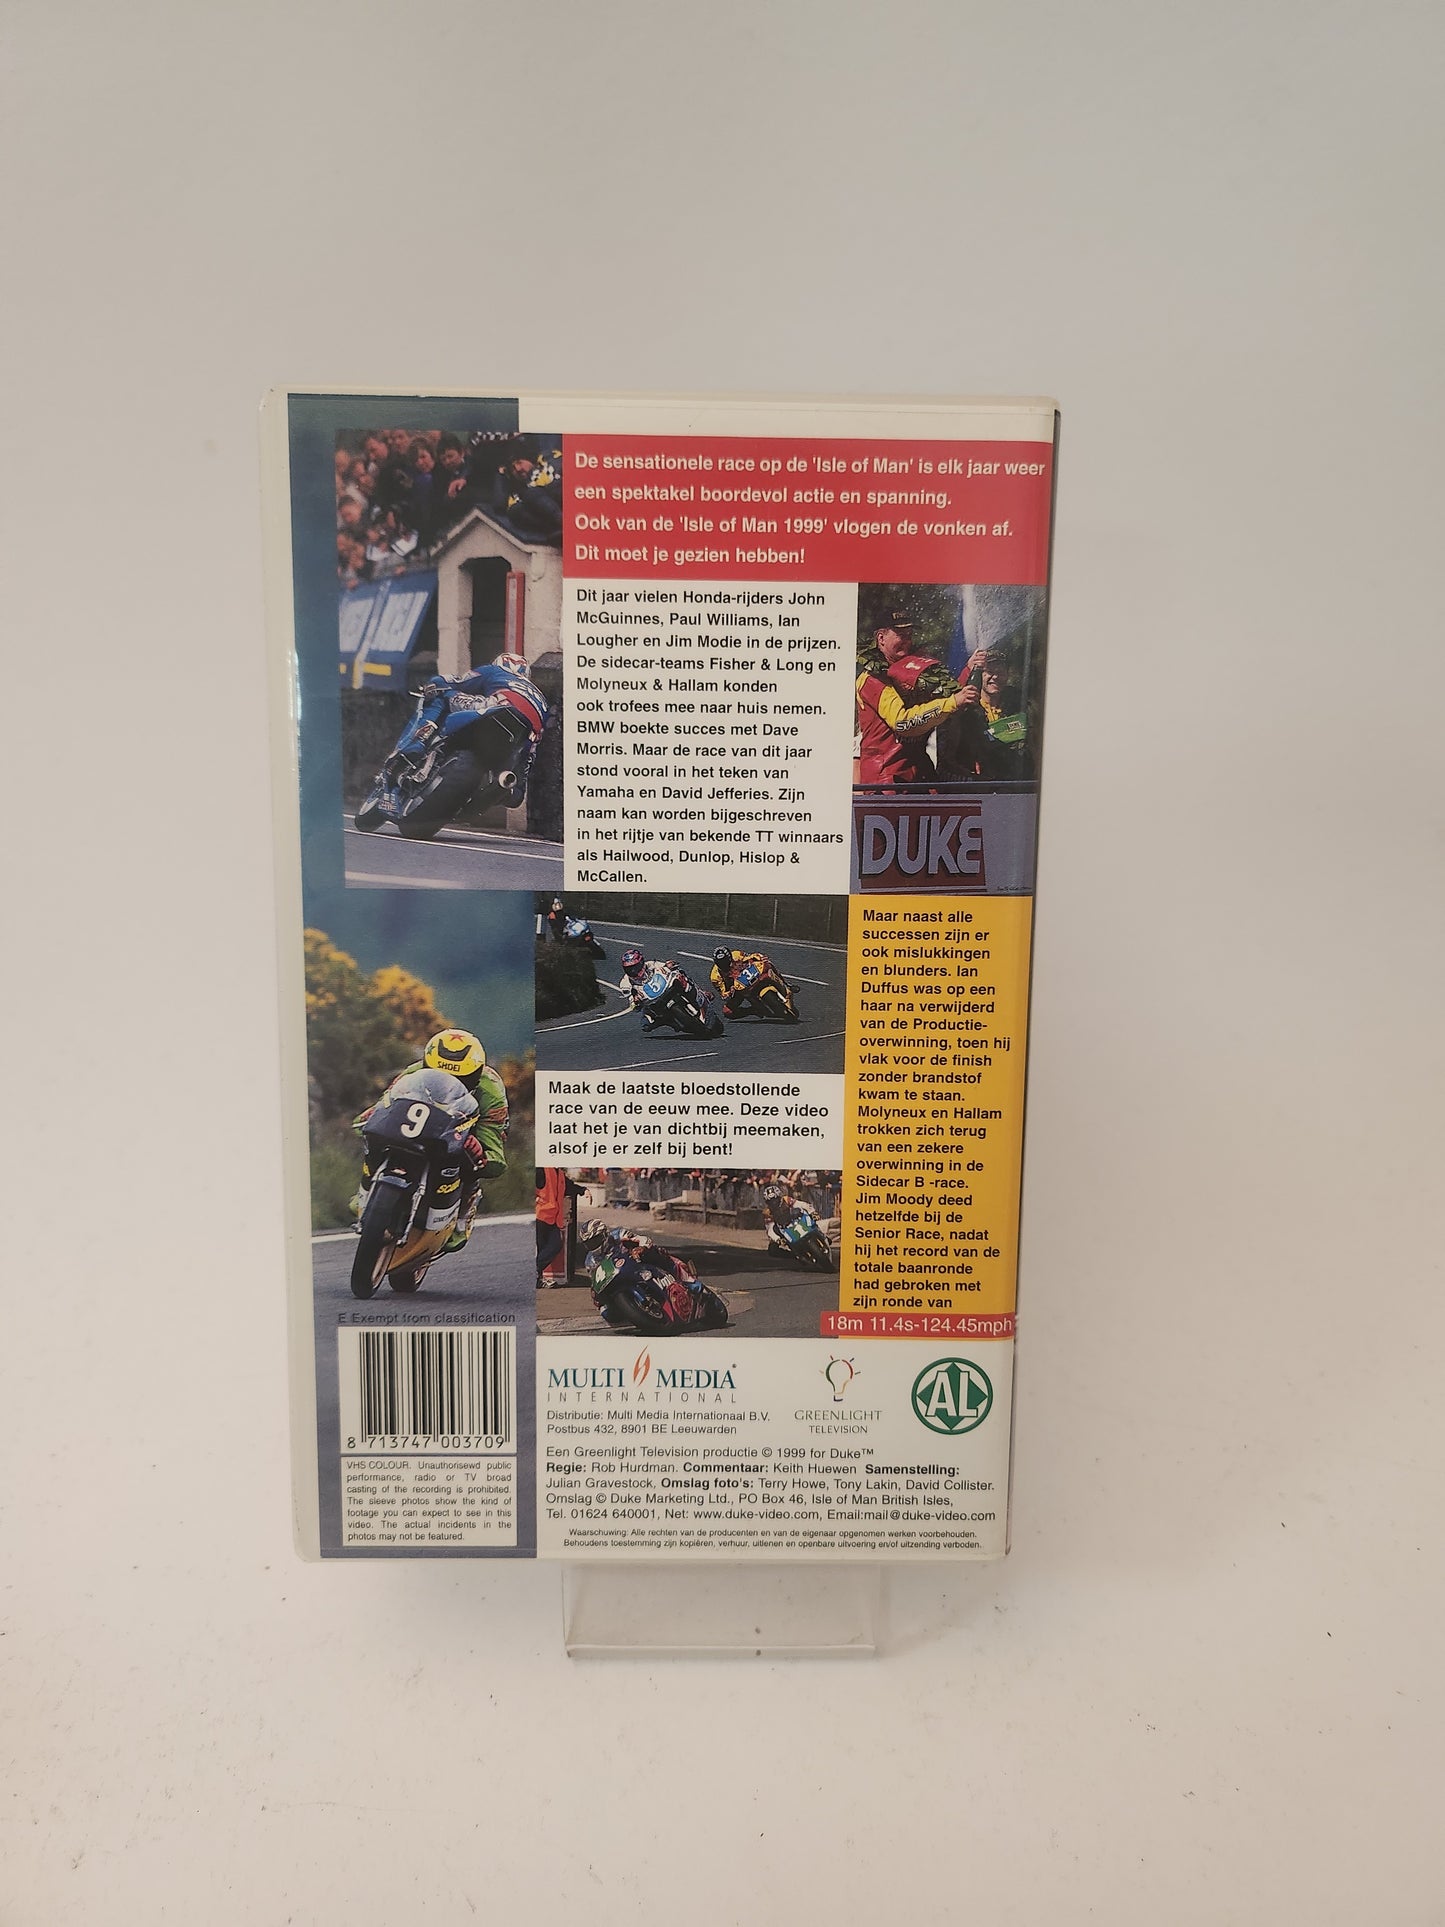 De sensationele race op de 'Isle of Man' is elk jaar weer
een spektakel boordevol actie en spanning.
Ook van de 'Isle of Man 1999' vlogen de vonken af.
Dit moet je gezien hebben!
Dit jaar vielen Honda-rijders John
McGuinnes, Paul Williams, Ian
Lougher en Jim Modie in de prijzen.
De sidecar-teams Fisher & Long en
Molyneux & Hallam konden
ook trofees mee naar huis nemen.
BMW boekte succes met Dave
Morris. Maar de race van dit jaar
stond vooral in het teken van
Yamaha en David Jefferies. Zijn
naam kan worden bijgeschreven
in het rijtje van bekende TT winnaars
als Hailwood, Dunlop, Hislop &
McCallen.
SWIFT
DUKE
Maar naast alle
successen zijn er
ook mislukkingen
en blunders. Ian
Duffus was op een
haar na verwijderd
van de Productie-
overwinning, toen hij
vlak voor de finish
zonder brandstof
kwam te staan.
Molyneux en Hallam
trokken zich terug
van een zekere
overwinning in de
Sidecar B -race.
Jim Moody deed
hetzelfde bij de
Senior Race, nadat
hij het record van de
totale baanronde
had gebroken met
zijn ronde van
18m 11.4s-124.45mph
5
3
SHOEI
9
Maak de laatste bloedstollende
race van de eeuw mee. Deze video
laat het je van dichtbij meemaken,
alsof je er zelf bij bent!
E Exempt from classification
8 713747 003709
VHS COLOUR. Unauthorisewd public
performance, radio or TV broad
casting of the recording is prohibited.
The sleeve photos show the kind of
footage you can expect to see in this
video. The actual incidents in the
photos may not be featured.
MULTI MEDIA
INTERNATIONAL
Distributie: Multi Media Internationaal B.V.
Postbus 432, 8901 BE Leeuwarden
GREENLIGHT
TELEVISION
AL
Een Greenlight Television productie © 1999 for Duke™
Regie: Rob Hurdman. Commentaar: Keith Huewen Samenstelling:
Julian Gravestock, Omslag foto's: Terry Howe, Tony Lakin, David Collister.
Omslag © Duke Marketing Ltd., PO Box 46, Isle of Man British Isles,
Tel. 01624 640001, Net: www.duke-video.com, Email:mail@duke-video.com
Waarschuwing: Alle rechten van de producenten en van de eigenaar opgenomen werken voorbehouden.
Behoudens toestemming zijn kopiëren, verhuur, uitlenen en openbare uitvoering en/of uitzending verboden.